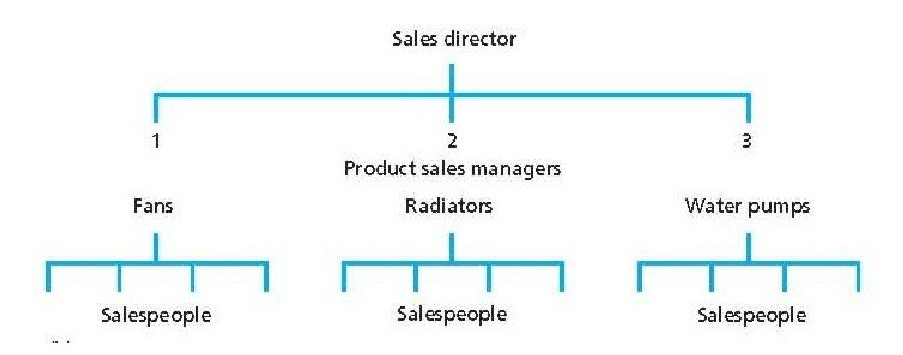 Sales director
1 2 3
Product sales managers
Fans Radiators Water pumps
Salespeople Salespeople Salespeople